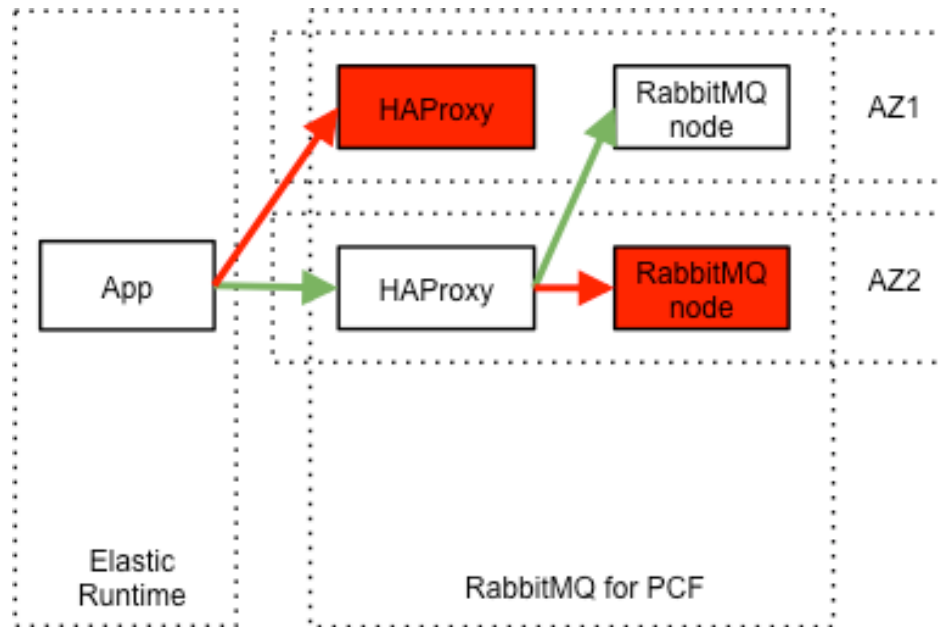 HAProxy
RabbitMQ
node
AZ1
App
HAProxy
RabbitMQ
node
AZ2
Elastic
Runtime
RabbitMQ for PCF